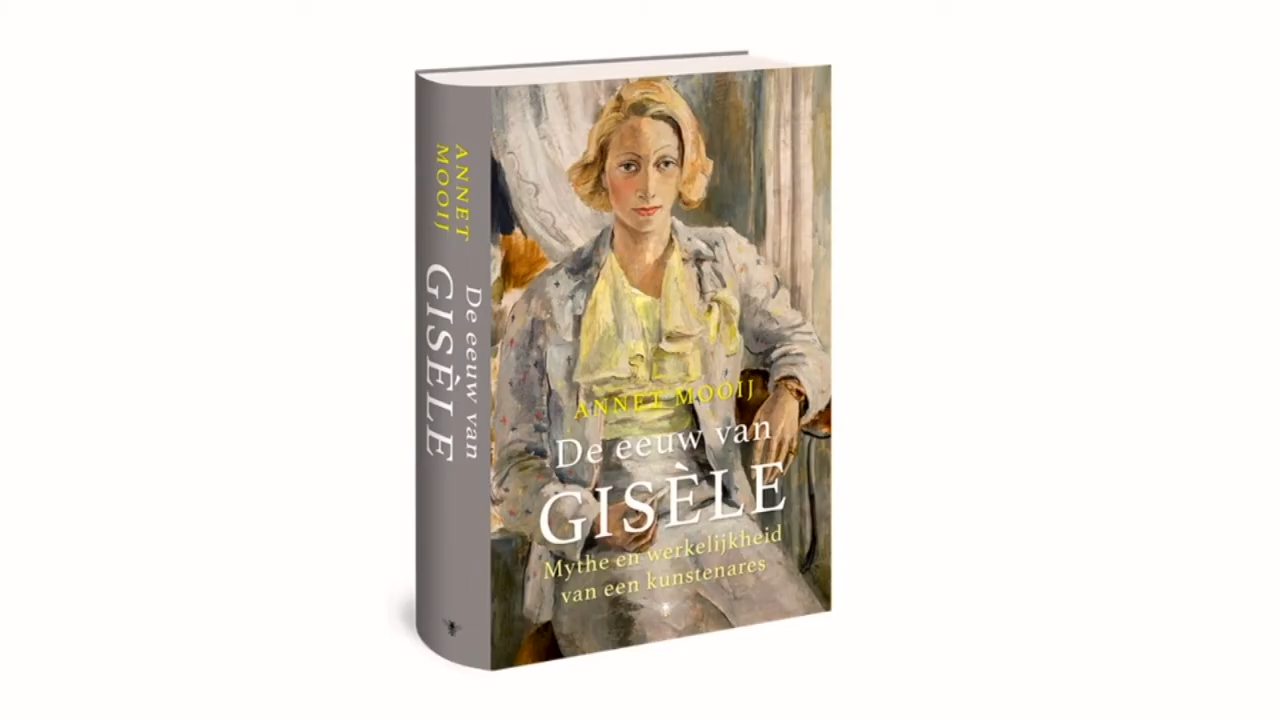 ANNET
MOOIJ
De eeuw van
GISÈLE
ANNET MOOIJ
De eeuw van
GISÈLE
Mythe en werkelijkheid
van een kunstenares